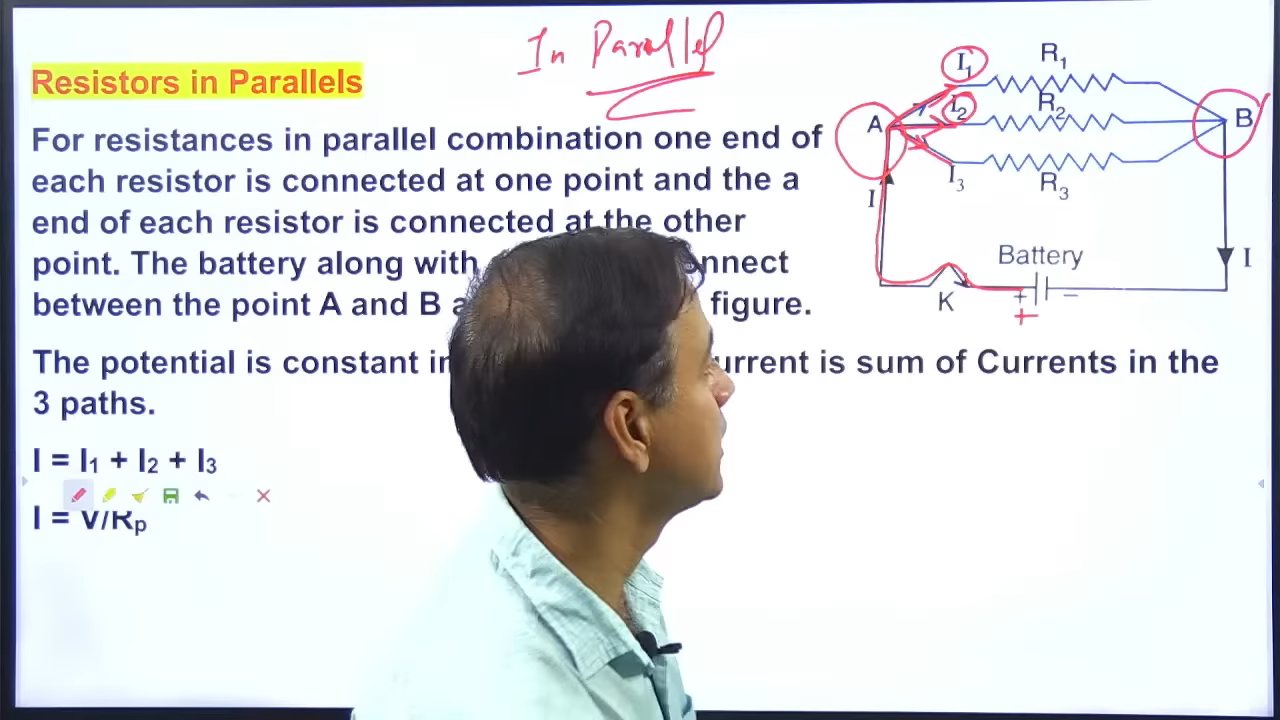 In Parallel
Resistors in Parallels
For resistances in parallel combination one end of
each resistor is connected at one point and the a
end of each resistor is connected at the other
point. The battery along with
between the point A and B figure.
The potential is constant is sum of Currents in the
3 paths.
I = I₁ + I₂ + I₃
I = V/Rₚ
R₁
I₁
R₂
I₂
A
B
I₃
R₃
I
Battery
I
K
+
−
+